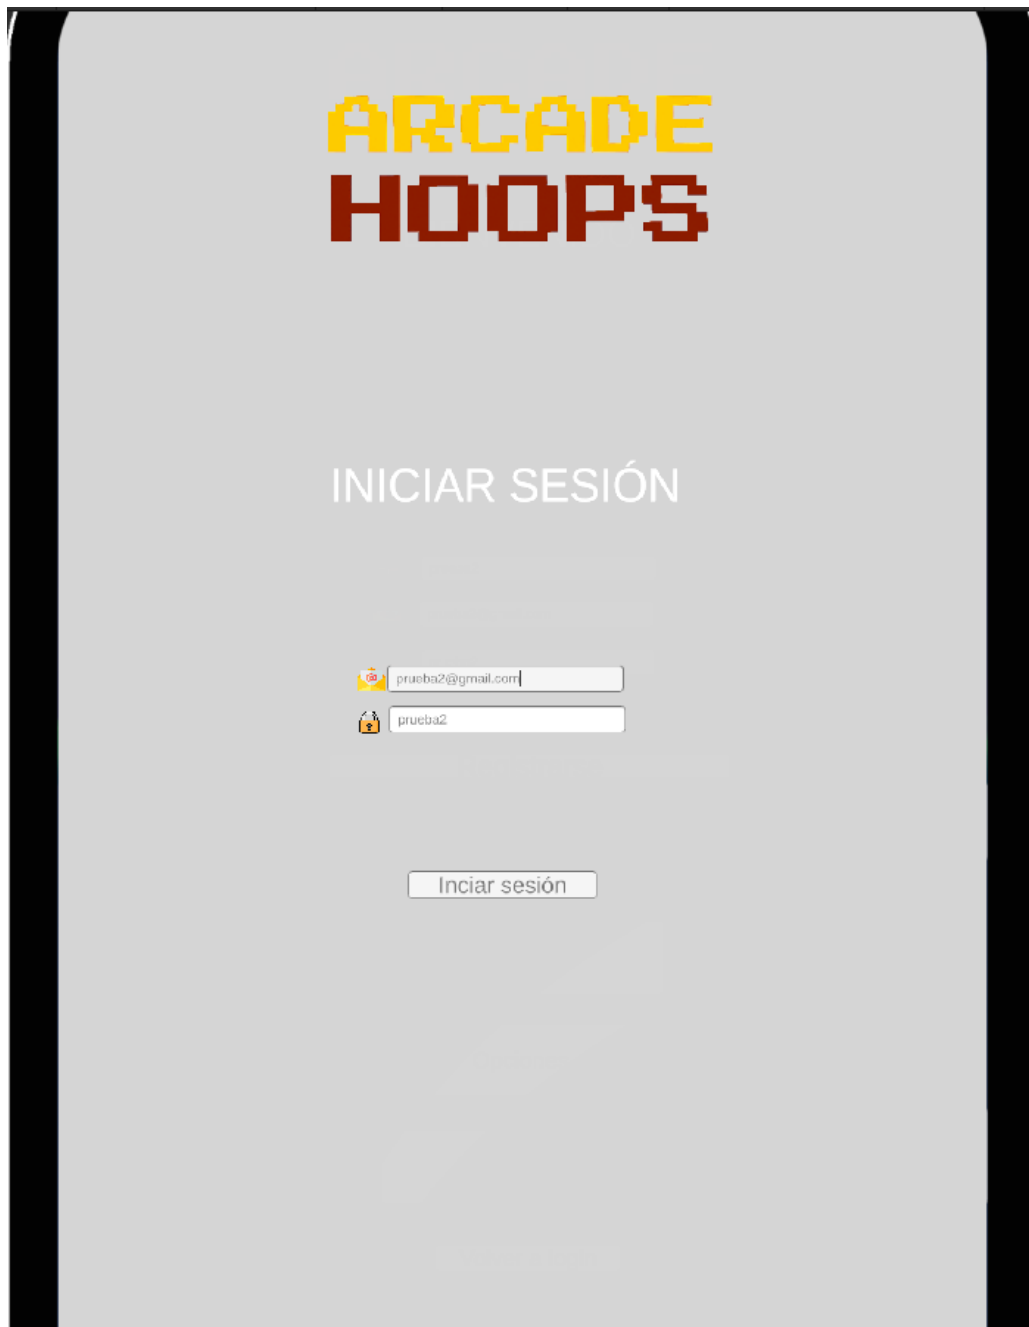 ARCADE
HOOPS
INICIAR SESIÓN
prueba2@gmail.com
prueba2
Inciar sesión